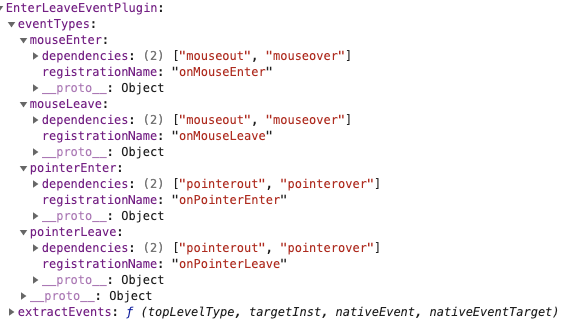 EnterLeaveEventPlugin:
eventTypes:
mouseEnter:
dependencies: (2) ["mouseout", "mouseover"]
registrationName: "onMouseEnter"
__proto__: Object
mouseLeave:
dependencies: (2) ["mouseout", "mouseover"]
registrationName: "onMouseLeave"
__proto__: Object
pointerEnter:
dependencies: (2) ["pointerout", "pointerover"]
registrationName: "onPointerEnter"
__proto__: Object
pointerLeave:
dependencies: (2) ["pointerout", "pointerover"]
registrationName: "onPointerLeave"
__proto__: Object
__proto__: Object
extractEvents: ƒ (topLevelType, targetInst, nativeEvent, nativeEventTarget)